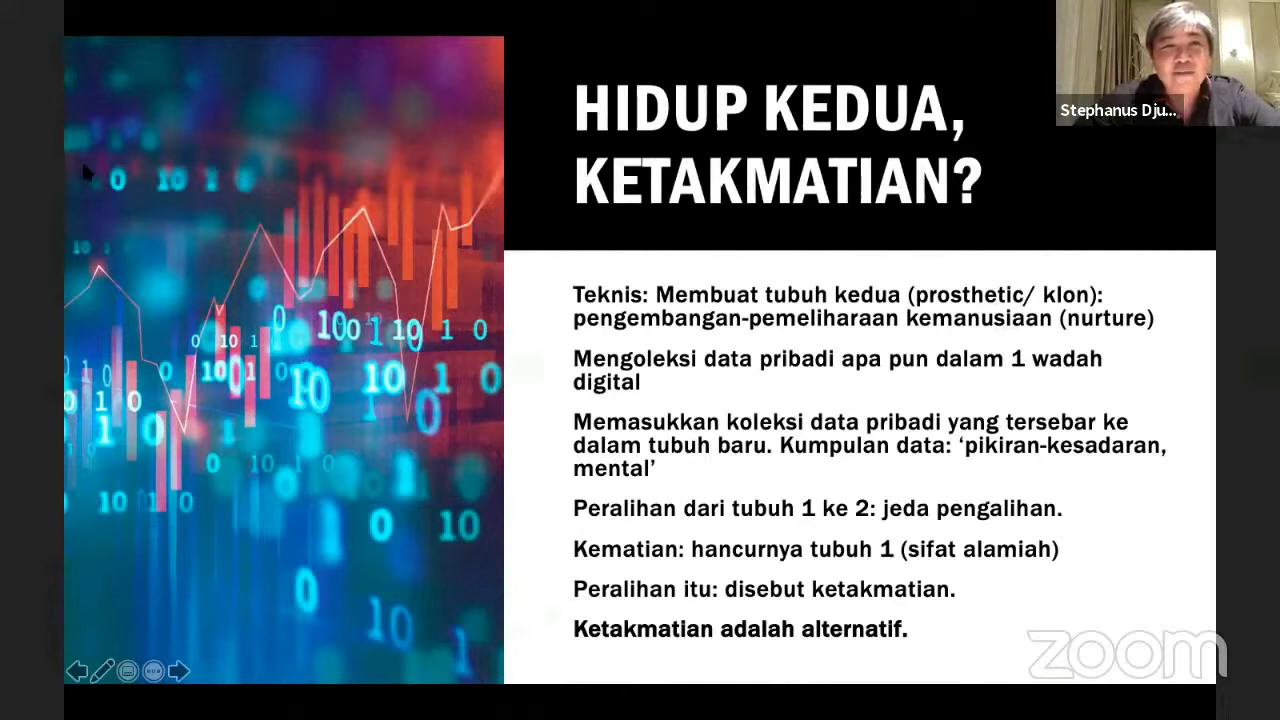 HIDUP KEDUA,
KETAKMATIAN?
Stephanus Dju...
Teknis: Membuat tubuh kedua (prosthetic/ klon):
pengembangan-pemeliharaan kemanusiaan (nurture)
Mengoleksi data pribadi apa pun dalam 1 wadah
digital
Memasukkan koleksi data pribadi yang tersebar ke
dalam tubuh baru. Kumpulan data: ‘pikiran-kesadaran,
mental’
Peralihan dari tubuh 1 ke 2: jeda pengalihan.
Kematian: hancurnya tubuh 1 (sifat alamiah)
Peralihan itu: disebut ketakmatian.
Ketakmatian adalah alternatif.
zoom